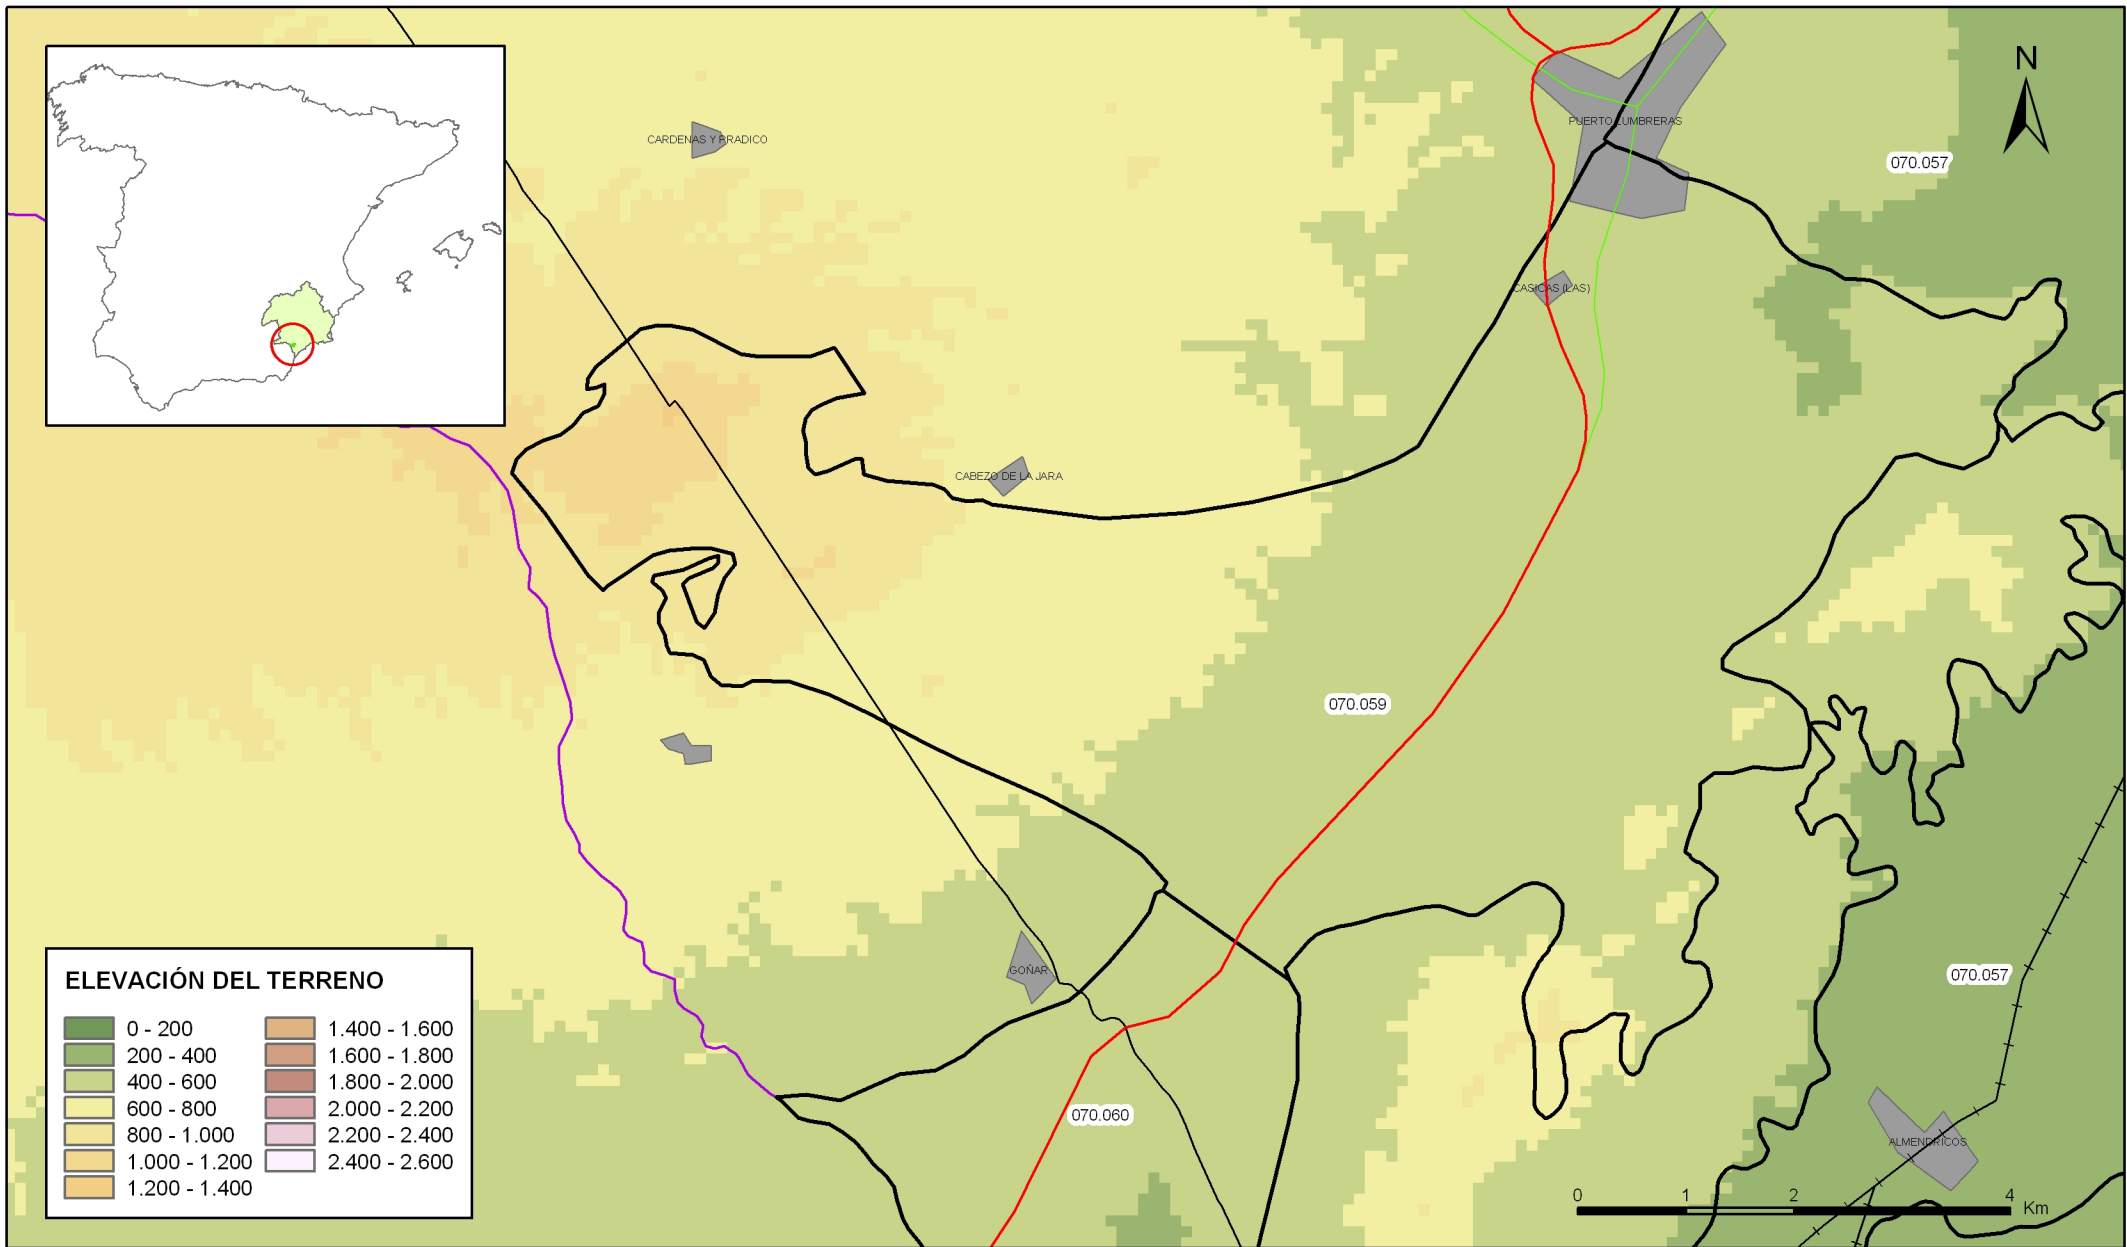 N
CARDENAS Y PRADICO
PUERTO LUMBRERAS
070.057
CASICAS (LAS)
CABEZO DE LA JARA
070.059
GOÑAR
070.057
070.060
ALMENDRICOS
ELEVACIÓN DEL TERRENO
0 - 200
200 - 400
400 - 600
600 - 800
800 - 1.000
1.000 - 1.200
1.200 - 1.400
1.400 - 1.600
1.600 - 1.800
1.800 - 2.000
2.000 - 2.200
2.200 - 2.400
2.400 - 2.600
0 1 2 4
Km